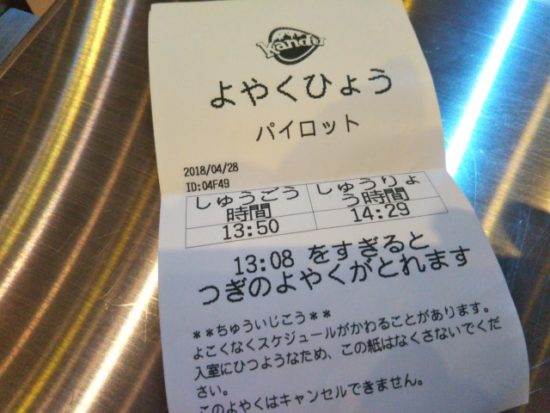 Kandu
よやくひょう
パイロット
2018/04/28
ID:04F49
しゅうごう しゅうりょ
時間 う時間
13:50 14:29
13:08 をすぎると
つぎのよやくがとれます
**ちゅういじこう**
よこくなくスケジュールがかわることがあります。
入室にひつようなため、この紙はなくさないでくだ
さい。
このよやくはキャンセルできません。